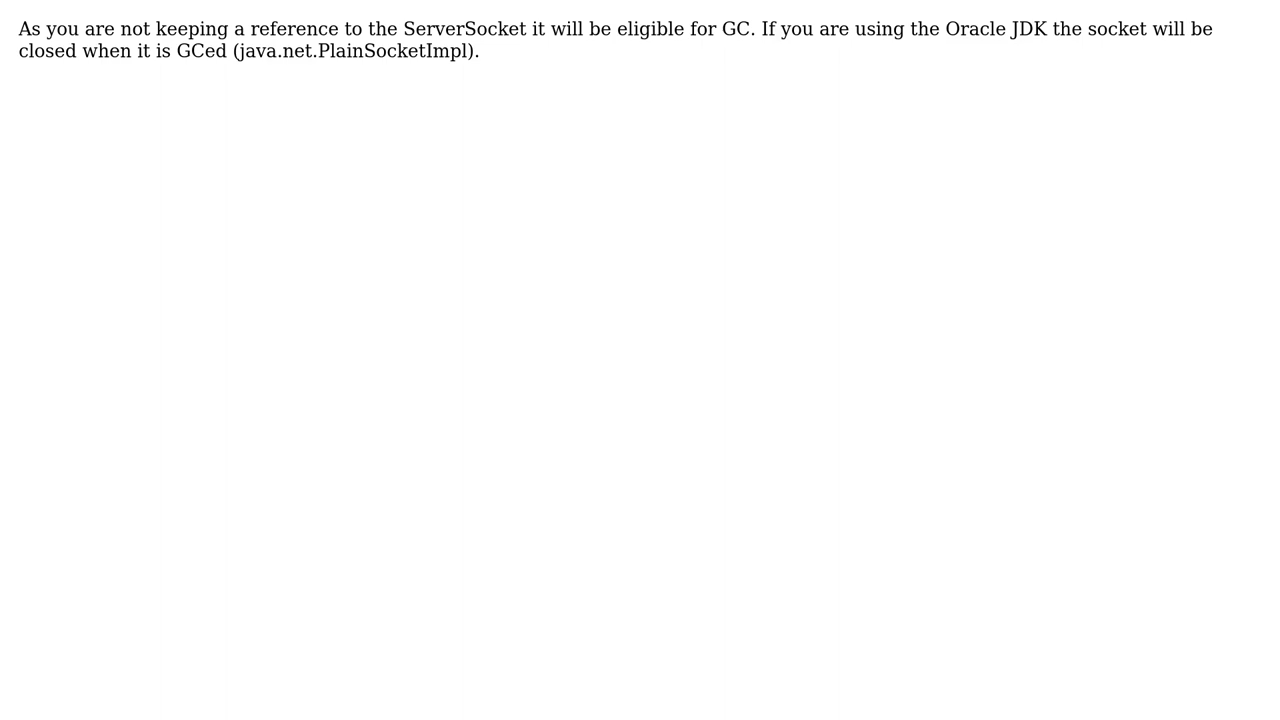 As you are not keeping a reference to the ServerSocket it will be eligible for GC. If you are using the Oracle JDK the socket will be
closed when it is GCed (java.net.PlainSocketImpl).